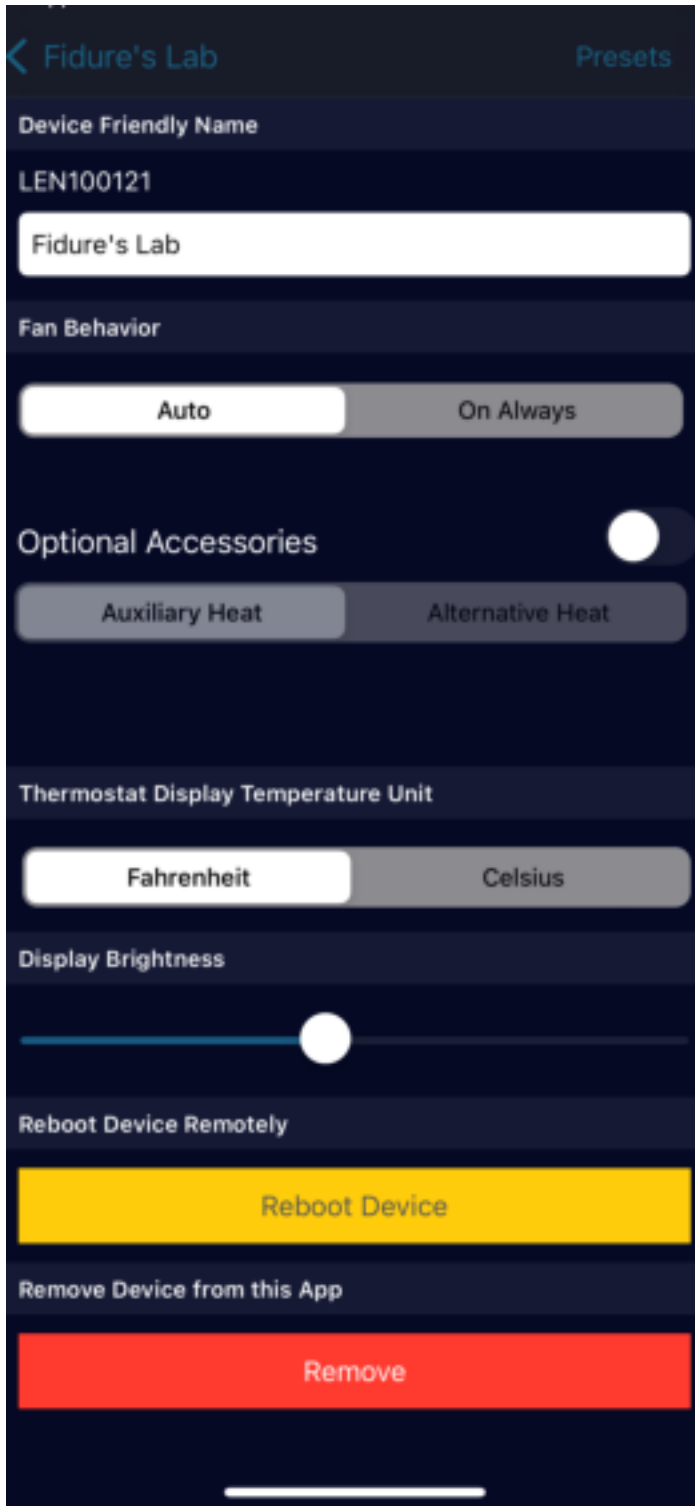 Fidure's Lab Presets
Device Friendly Name
LEN100121
Fidure's Lab
Fan Behavior
Auto On Always
Optional Accessories
Auxiliary Heat Alternative Heat
Thermostat Display Temperature Unit
Fahrenheit Celsius
Display Brightness
Reboot Device Remotely
Reboot Device
Remove Device from this App
Remove